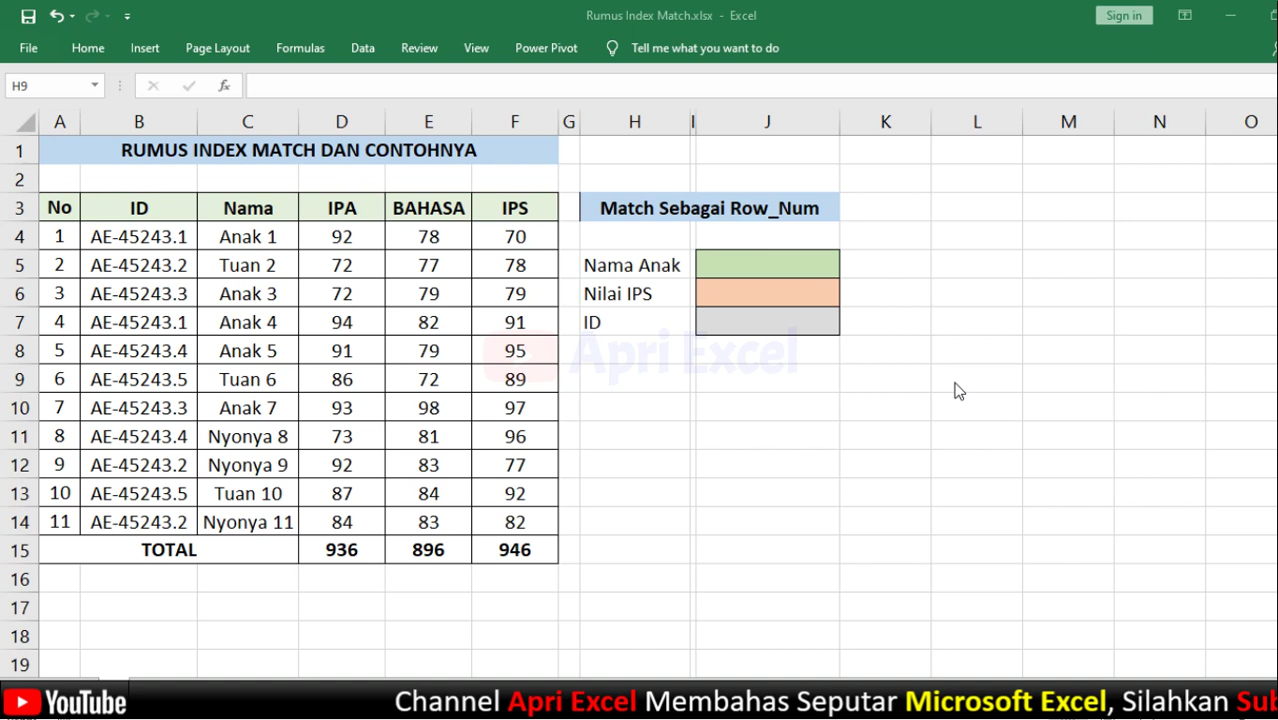 Rumus Index Match.xlsx - Excel
Sign in
File Home Insert Page Layout Formulas Data Review View Power Pivot Tell me what you want to do
H9 fx
A B C D E F G H I J K L M N O
1 RUMUS INDEX MATCH DAN CONTOHNYA
2
3 No ID Nama IPA BAHASA IPS Match Sebagai Row_Num
4 1 AE-45243.1 Anak 1 92 78 70
5 2 AE-45243.2 Tuan 2 72 77 78 Nama Anak
6 3 AE-45243.3 Anak 3 72 79 79 Nilai IPS
7 4 AE-45243.1 Anak 4 94 82 91 ID
8 5 AE-45243.4 Anak 5 91 79 95 Apri Excel
9 6 AE-45243.5 Tuan 6 86 72 89
10 7 AE-45243.3 Anak 7 93 98 97
11 8 AE-45243.4 Nyonya 8 73 81 96
12 9 AE-45243.2 Nyonya 9 92 83 77
13 10 AE-45243.5 Tuan 10 87 84 92
14 11 AE-45243.2 Nyonya 11 84 83 82
15 TOTAL 936 896 946
16
17
18
19
YouTube Channel Apri Excel Membahas Seputar Microsoft Excel, Silahkan Sub